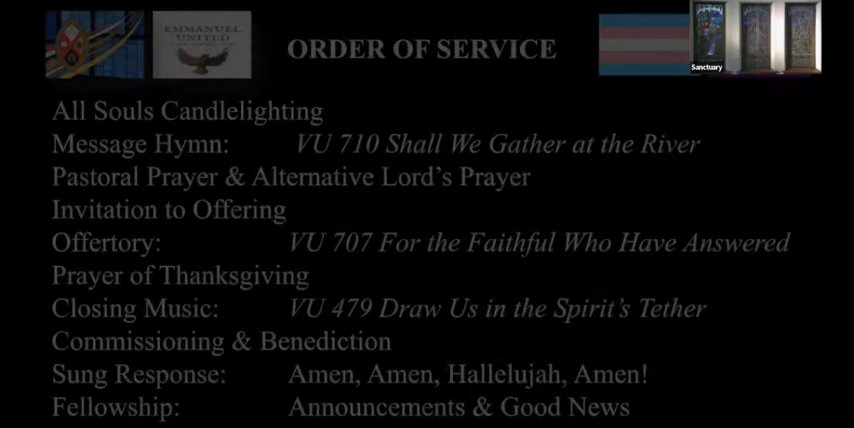 EMMANUEL
UNITED
ORDER OF SERVICE
Sanctuary
All Souls Candlelighting
Message Hymn: VU 710 Shall We Gather at the River
Pastoral Prayer & Alternative Lord’s Prayer
Invitation to Offering
Offertory: VU 707 For the Faithful Who Have Answered
Prayer of Thanksgiving
Closing Music: VU 479 Draw Us in the Spirit’s Tether
Commissioning & Benediction
Sung Response: Amen, Amen, Hallelujah, Amen!
Fellowship: Announcements & Good News